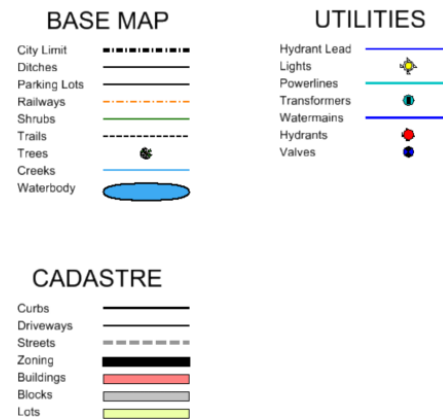 BASE MAP
City Limit
Ditches
Parking Lots
Railways
Shrubs
Trails
Trees
Creeks
Waterbody
UTILITIES
Hydrant Lead
Lights
Powerlines
Transformers
Watermains
Hydrants
Valves
CADASTRE
Curbs
Driveways
Streets
Zoning
Buildings
Blocks
Lots